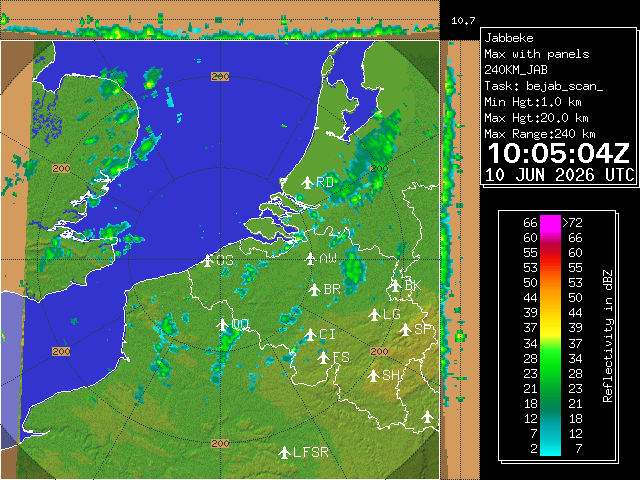 10.7
Jabbeke
Max with panels
240KM_JAB
Task: bejab_scan_
Min Hgt:1.0 km
Max Hgt:20.0 km
Max Range:240 km
10:05:04Z
10 JUN 2026 UTC
200
200
200
200
200
RD
OS
AW
BR
BK
LG
SP
CI
FS
SH
LFSR
66 >72
60 66
55 60
53 55
50 53
44 50
39 44
37 39
34 37
28 34
23 28
21 23
18 21
12 18
7 12
2 7
Reflectivity in dBZ